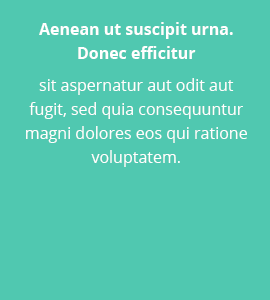 Aenean ut suscipit urna.
Donec efficitur
sit aspernatur aut odit aut
fugit, sed quia consequuntur
magni dolores eos qui ratione
voluptatem.